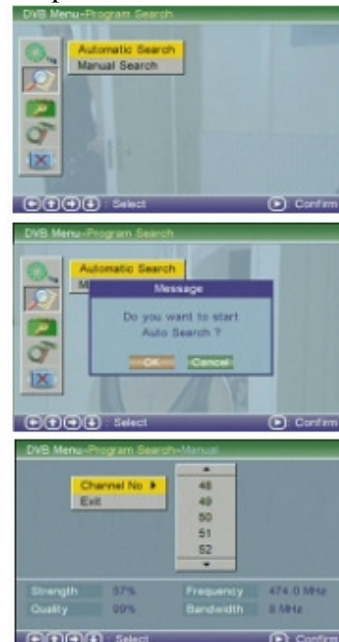 DVB Menu-Program Search
Automatic Search
Manual Search
: Select
: Confirm
DVB Menu-Program Search
Automatic Search
M
Message
Do you want to start
Auto Search ?
OK
Cancel
: Select
: Confirm
DVB Menu-Program Search-Manual
Channel No
Exit
48
49
50
51
52
Strength 57% Frequency 474.0 MHz
Quality 99% Bandwidth 8 MHz
: Select
: Confirm